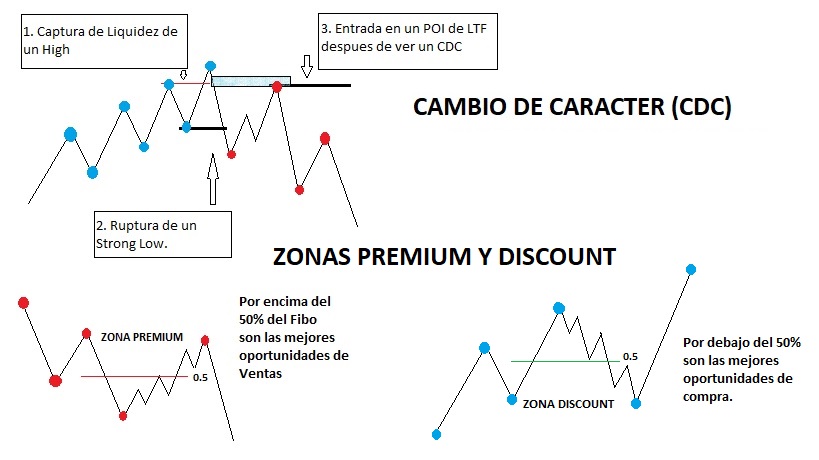 1. Captura de Liquidez de
un High
3. Entrada en un POI de LTF
despues de ver un CDC
CAMBIO DE CARACTER (CDC)
2. Ruptura de un
Strong Low.
ZONAS PREMIUM Y DISCOUNT
ZONA PREMIUM
0.5
Por encima del
50% del Fibo
son las mejores
oportunidades de
Ventas
0.5
ZONA DISCOUNT
Por debajo del 50%
son las mejores
oportunidades de
compra.